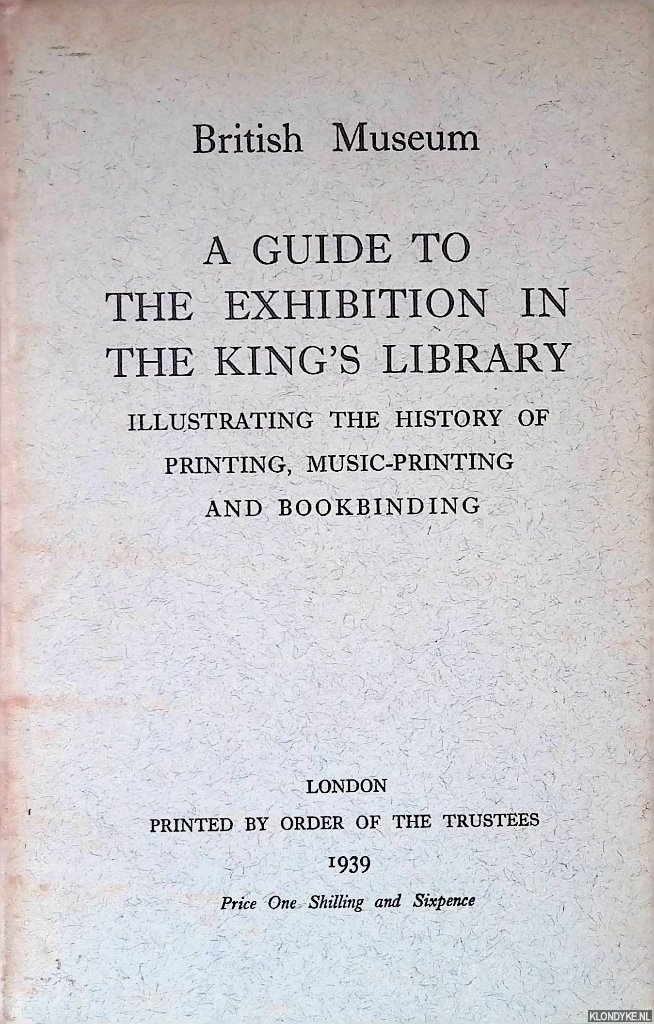 British Museum
A GUIDE TO
THE EXHIBITION IN
THE KING'S LIBRARY
ILLUSTRATING THE HISTORY OF
PRINTING, MUSIC-PRINTING
AND BOOKBINDING
LONDON
PRINTED BY ORDER OF THE TRUSTEES
1939
Price One Shilling and Sixpence
KLONDYKE.NL